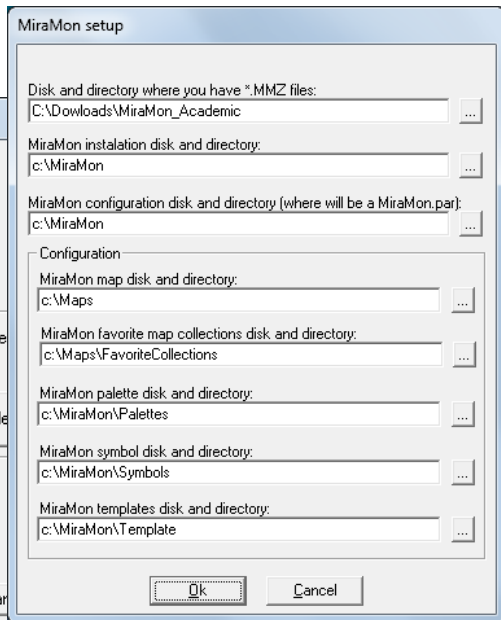 MiraMon setup
Disk and directory where you have *.MMZ files:
C:\Dowloads\MiraMon_Academic
...
MiraMon instalation disk and directory:
c:\MiraMon
...
MiraMon configuration disk and directory (where will be a MiraMon.par):
c:\MiraMon
...
Configuration
MiraMon map disk and directory:
c:\Maps
...
MiraMon favorite map collections disk and directory:
c:\Maps\FavoriteCollections
...
MiraMon palette disk and directory:
c:\MiraMon\Palettes
...
MiraMon symbol disk and directory:
c:\MiraMon\Symbols
...
MiraMon templates disk and directory:
c:\MiraMon\Template
...
Ok
Cancel